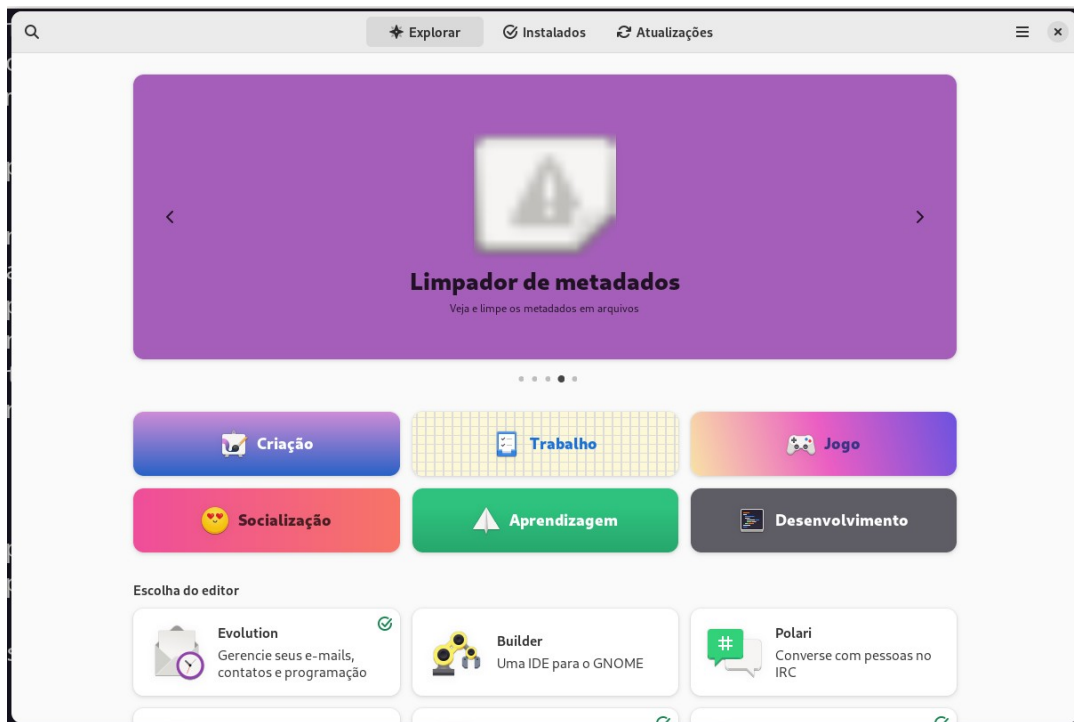 Explorar
Instalados
Atualizações
Limpador de metadados
Veja e limpe os metadados em arquivos
Criação
Trabalho
Jogo
Socialização
Aprendizagem
Desenvolvimento
Escolha do editor
Evolution
Gerencie seus e-mails,
contatos e programação
Builder
Uma IDE para o GNOME
Polari
Converse com pessoas no
IRC